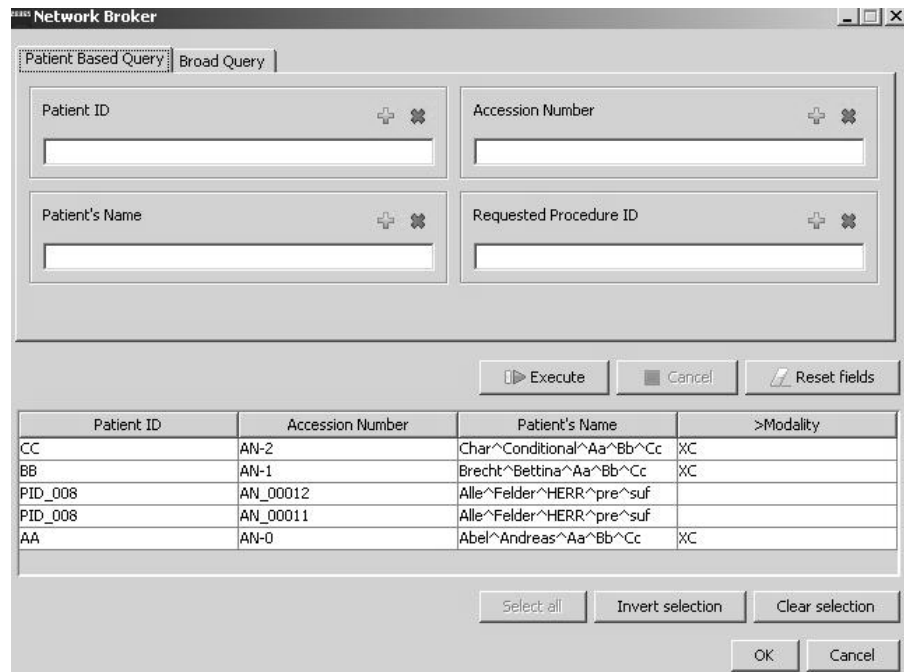 Network Broker
Patient Based Query Broad Query
Patient ID Accession Number
Patient's Name Requested Procedure ID
Execute Cancel Reset fields
Patient ID Accession Number Patient's Name >Modality
CC AN-2 Char^Conditional^Aa^Bb^Cc XC
BB AN-1 Brecht^Bettina^Aa^Bb^Cc XC
PID_008 AN_00012 Alle^Felder^HERR^pre^suf
PID_008 AN_00011 Alle^Felder^HERR^pre^suf
AA AN-0 Abel^Andreas^Aa^Bb^Cc XC
Select all Invert selection Clear selection
OK Cancel